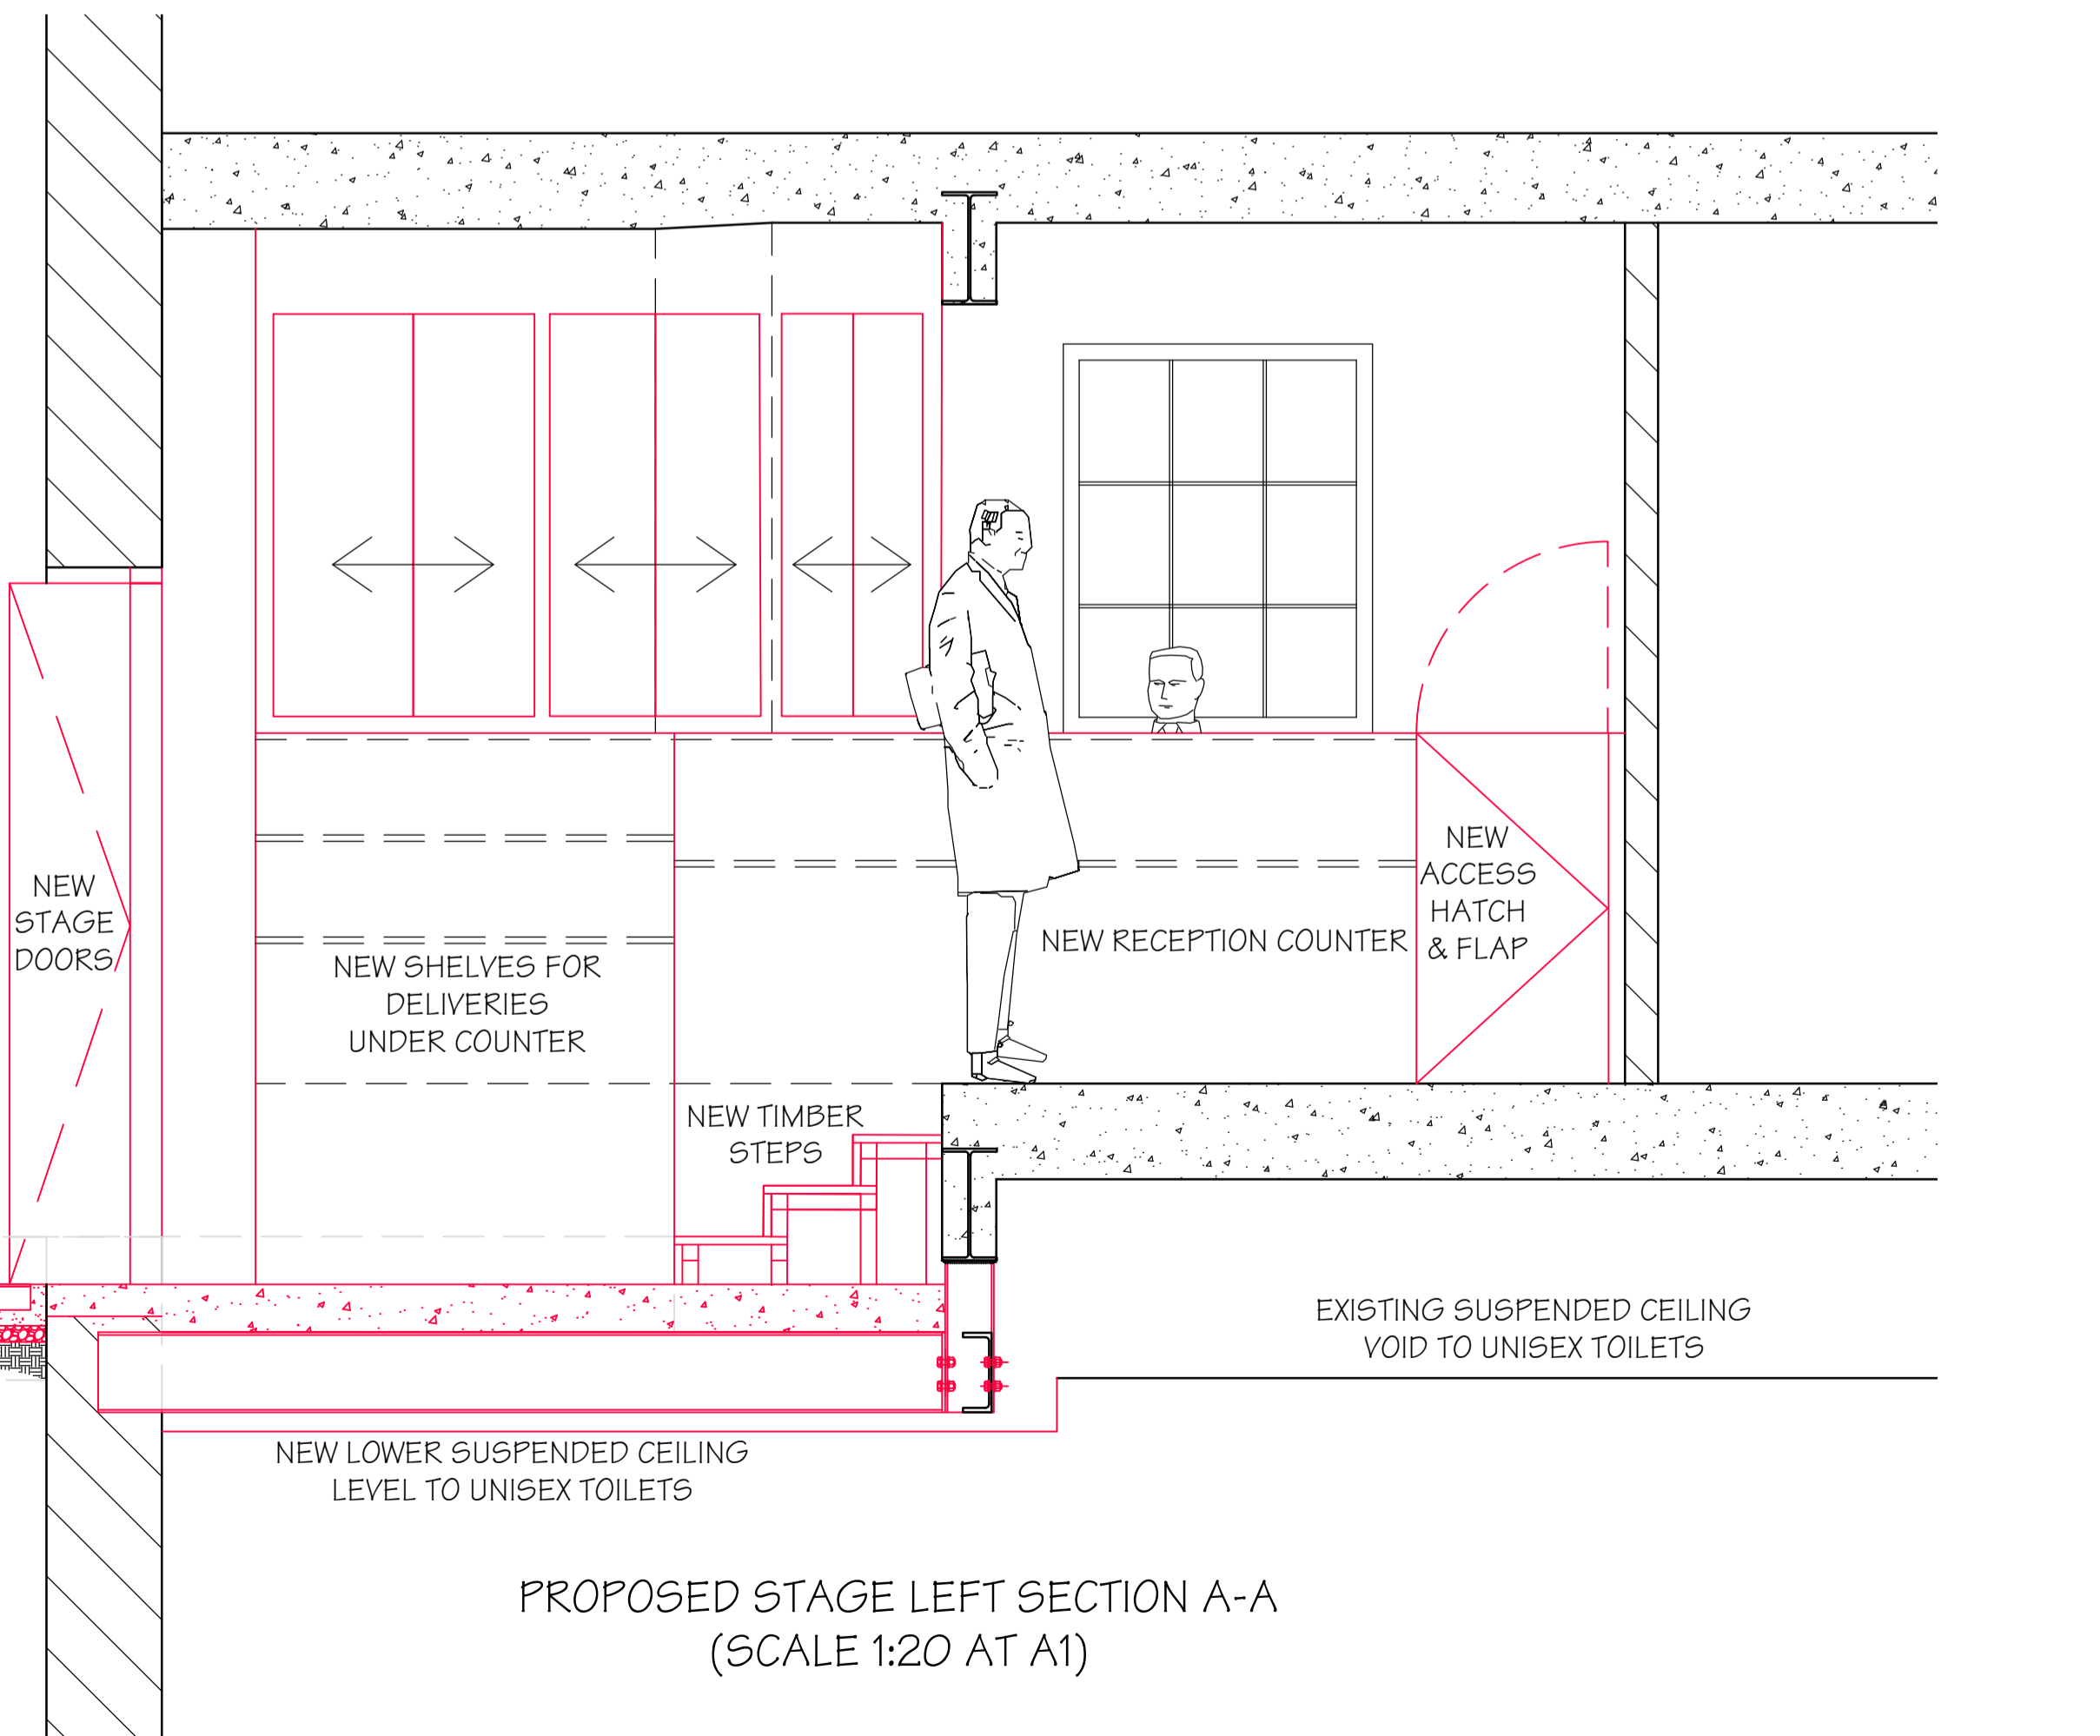 NEW
STAGE
DOORS
NEW SHELVES FOR
DELIVERIES
UNDER COUNTER
NEW TIMBER
STEPS
NEW RECEPTION COUNTER
NEW
ACCESS
HATCH
& FLAP
EXISTING SUSPENDED CEILING
VOID TO UNISEX TOILETS
NEW LOWER SUSPENDED CEILING
LEVEL TO UNISEX TOILETS
PROPOSED STAGE LEFT SECTION A-A
(SCALE 1:20 AT A1)